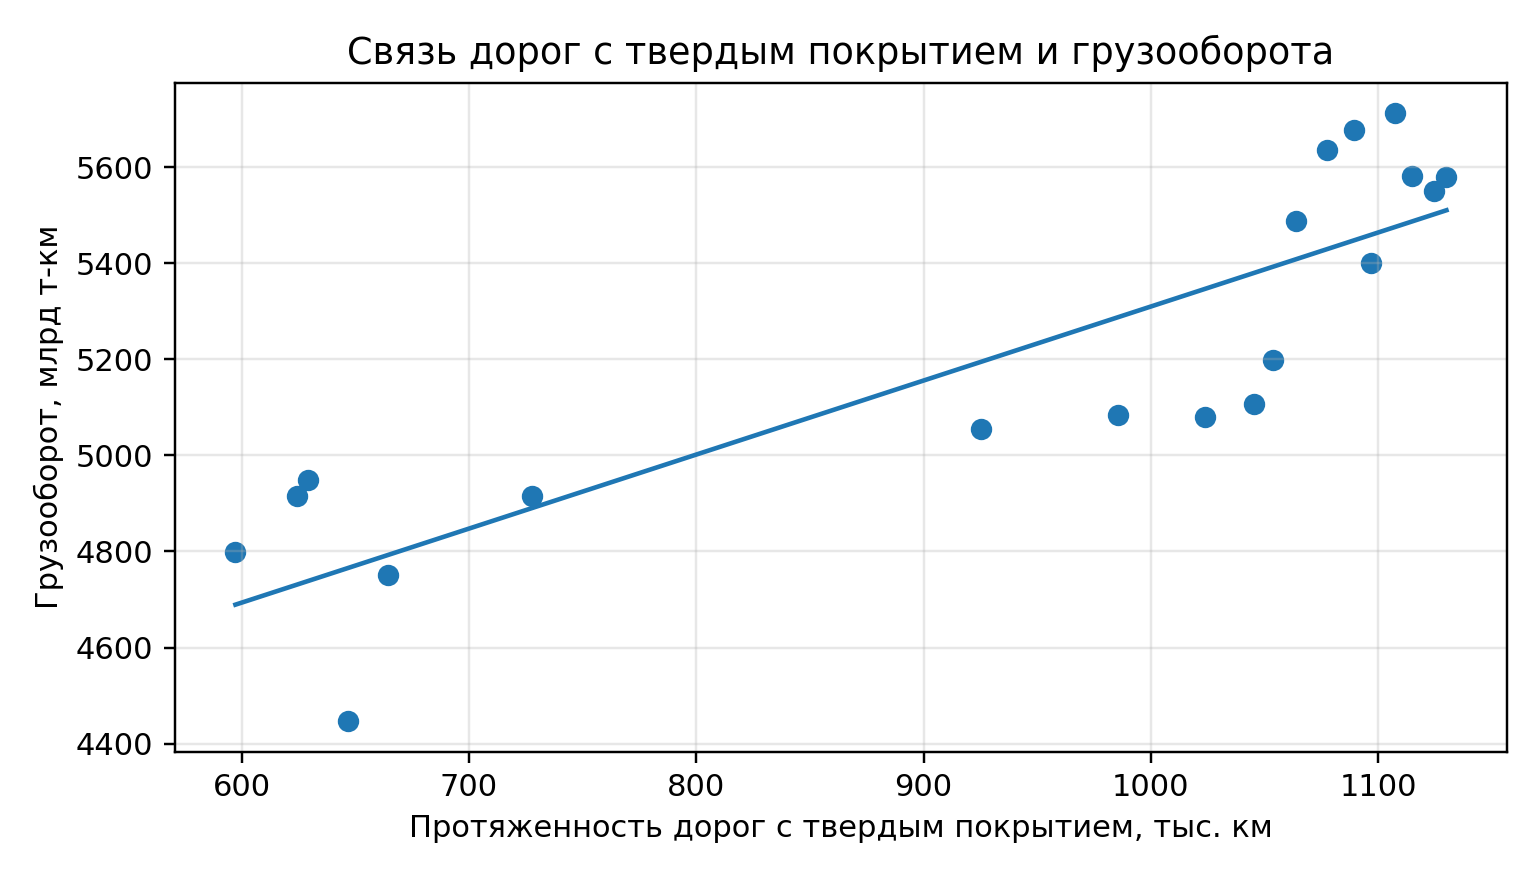 Связь дорог с твердым покрытием и грузооборота
Грузооборот, млрд т-км
5600
5400
5200
5000
4800
4600
4400
600 700 800 900 1000 1100
Протяженность дорог с твердым покрытием, тыс. км